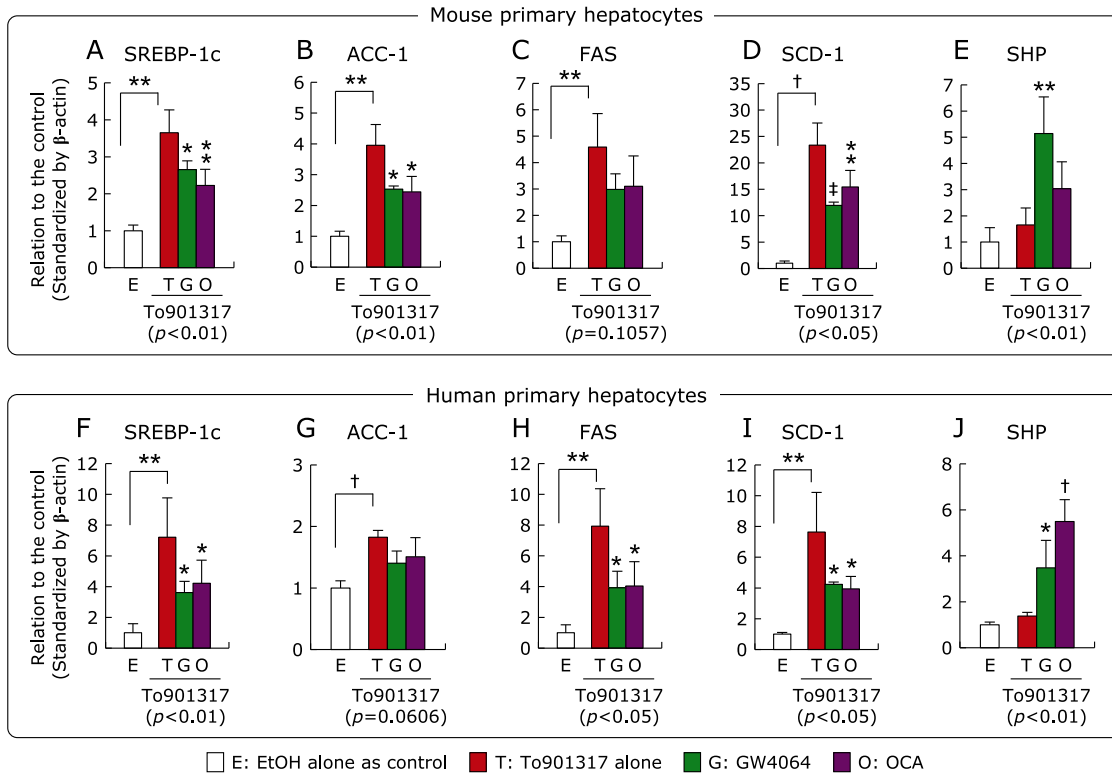 Mouse primary hepatocytes
A SREBP-1c
B ACC-1
C FAS
D SCD-1
E SHP
Relation to the control
(Standardized by β-actin)
5
4
3
2
1
0
**
*
*
*
E T G O
To901317
(p<0.01)
6
5
4
3
2
1
0
**
*
*
E T G O
To901317
(p<0.01)
7
6
5
4
3
2
1
0
**
E T G O
To901317
(p=0.1057)
35
30
25
20
15
10
5
0
†
‡
*
*
E T G O
To901317
(p<0.05)
7
6
5
4
3
2
1
0
**
E T G O
To901317
(p<0.01)
Human primary hepatocytes
F SREBP-1c
G ACC-1
H FAS
I SCD-1
J SHP
Relation to the control
(Standardized by β-actin)
12
10
8
6
4
2
0
**
*
*
E T G O
To901317
(p<0.01)
3
2
1
0
†
E T G O
To901317
(p=0.0606)
12
10
8
6
4
2
0
**
*
*
E T G O
To901317
(p<0.05)
12
10
8
6
4
2
0
**
*
*
E T G O
To901317
(p<0.05)
8
6
4
2
0
*
†
E T G O
To901317
(p<0.01)
E: EtOH alone as control T: To901317 alone G: GW4064 O: OCA